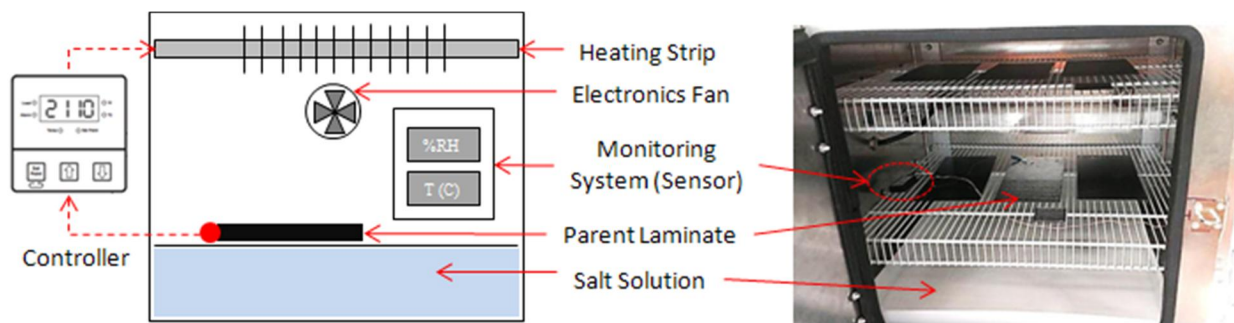 2110
Controller
%RH
T (C)
Heating Strip
Electronics Fan
Monitoring
System (Sensor)
Parent Laminate
Salt Solution